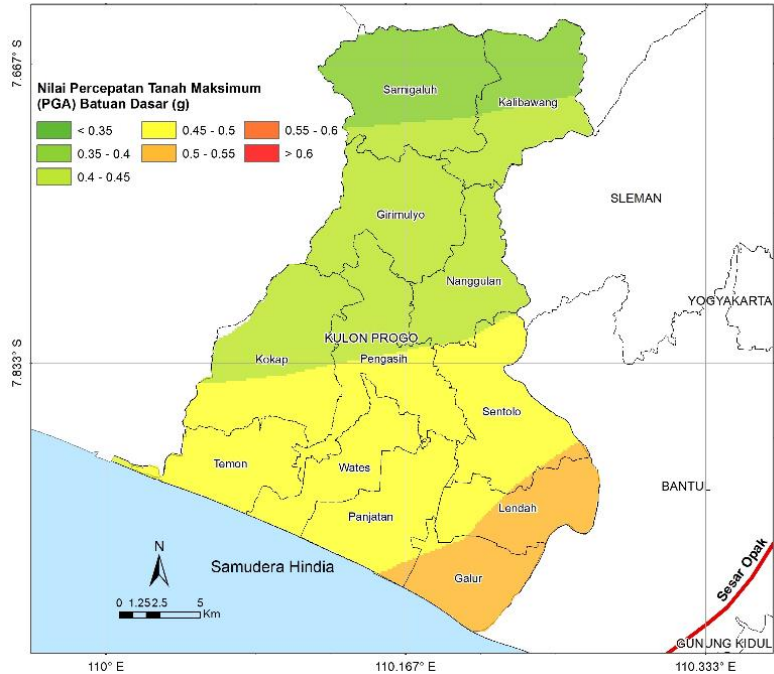 7.667° S
7.833° S
Nilai Percepatan Tanah Maksimum
(PGA) Batuan Dasar (g)
< 0.35
0.35 - 0.4
0.4 - 0.45
0.45 - 0.5
0.5 - 0.55
0.55 - 0.6
> 0.6
Samigaluh
Kalibawang
SLEMAN
Girimulyo
Nanggulan
YOGYAKARTA
KULON PROGO
Kokap
Pengasih
Sentolo
Temon
Wates
BANTU
Lendah
Panjatan
Galur
Samudera Hindia
Sesar Opak
N
0 1.25 2.5 5
Km
GUNUNG KIDUL
110° E
110.167° E
110.333° E